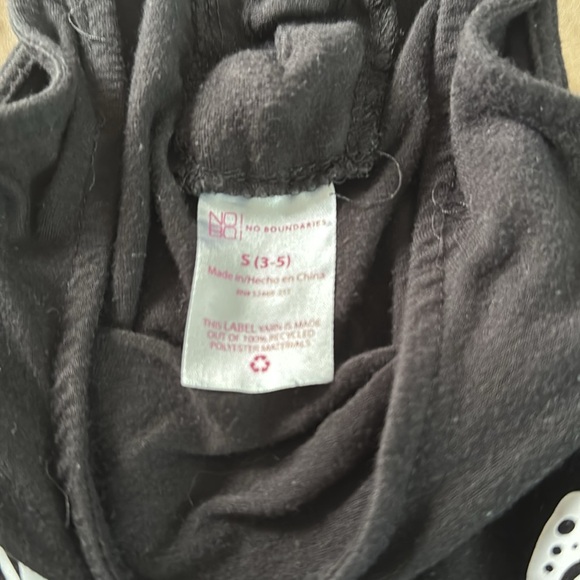 NO!
BO!
NO BOUNDARIES
S (3-5)
Made in/Hecho en China
THIS LABEL YARN IS MADE
OUT OF 100% RECYCLED
POLYESTER MATERIALS